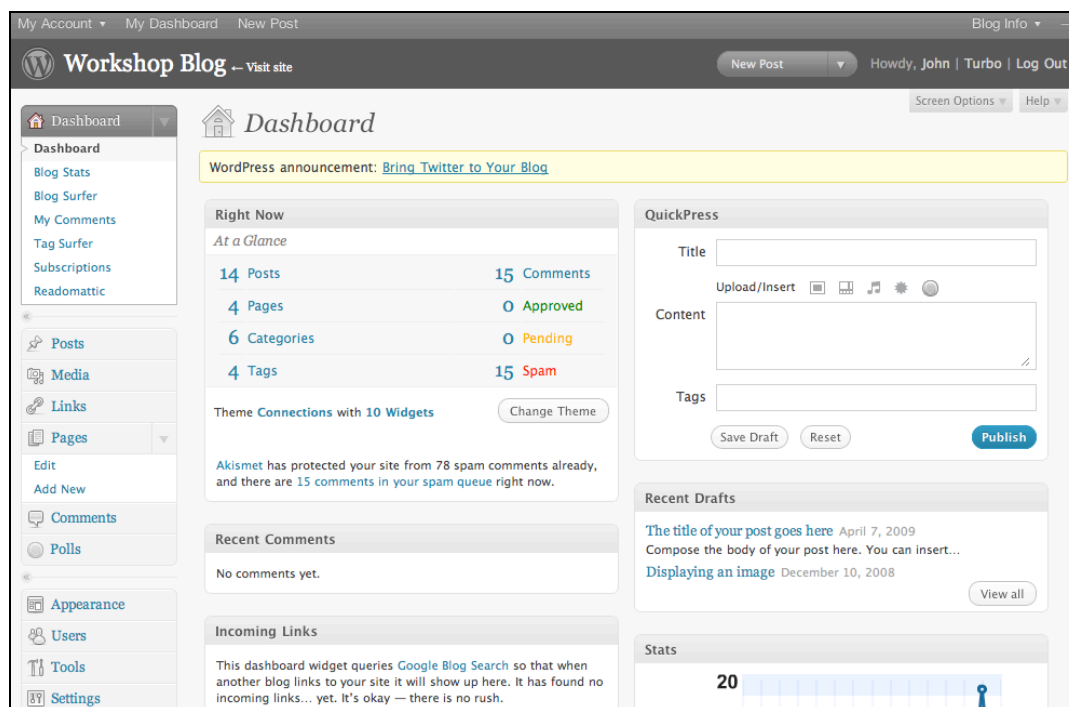 My Account ▾ My Dashboard New Post Blog Info ▾
Workshop Blog ← Visit site New Post ▼ Howdy, John | Turbo | Log Out
Screen Options ▾ Help ▾
Dashboard
Dashboard
Blog Stats
Blog Surfer
My Comments
Tag Surfer
Subscriptions
Readomattic
Posts
Media
Links
Pages
Edit
Add New
Comments
Polls
Appearance
Users
Tools
Settings
Dashboard
WordPress announcement: Bring Twitter to Your Blog
Right Now
At a Glance
14 Posts 15 Comments
4 Pages 0 Approved
6 Categories 0 Pending
4 Tags 15 Spam
Theme Connections with 10 Widgets Change Theme
Akismet has protected your site from 78 spam comments already,
and there are 15 comments in your spam queue right now.
Recent Comments
No comments yet.
Incoming Links
This dashboard widget queries Google Blog Search so that when
another blog links to your site it will show up here. It has found no
incoming links... yet. It's okay — there is no rush.
QuickPress
Title
Upload/Insert
Content
Tags
Save Draft Reset Publish
Recent Drafts
The title of your post goes here April 7, 2009
Compose the body of your post here. You can insert…
Displaying an image December 10, 2008
View all
Stats
20